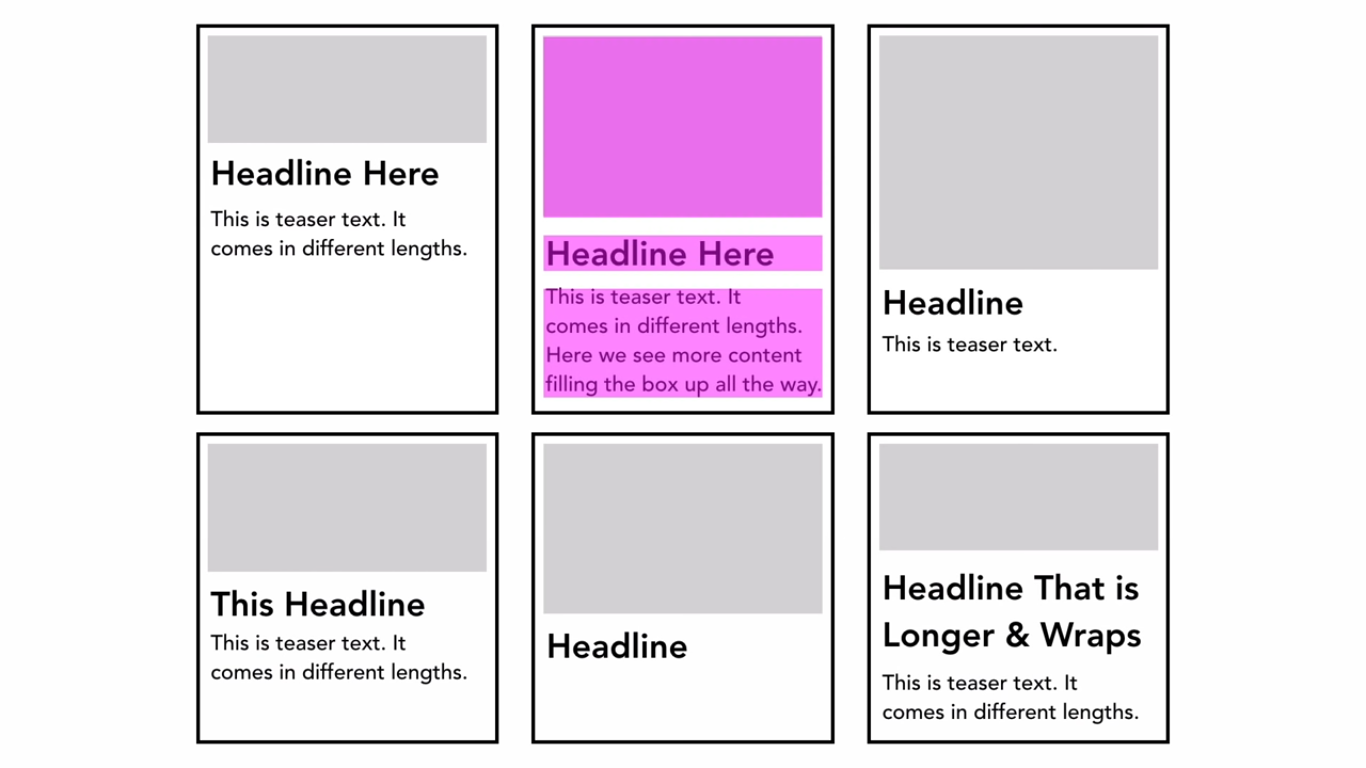 Headline Here
This is teaser text. It
comes in different lengths.
Headline Here
This is teaser text. It
comes in different lengths.
Here we see more content
filling the box up all the way.
Headline
This is teaser text.
This Headline
This is teaser text. It
comes in different lengths.
Headline
Headline That is
Longer & Wraps
This is teaser text. It
comes in different lengths.